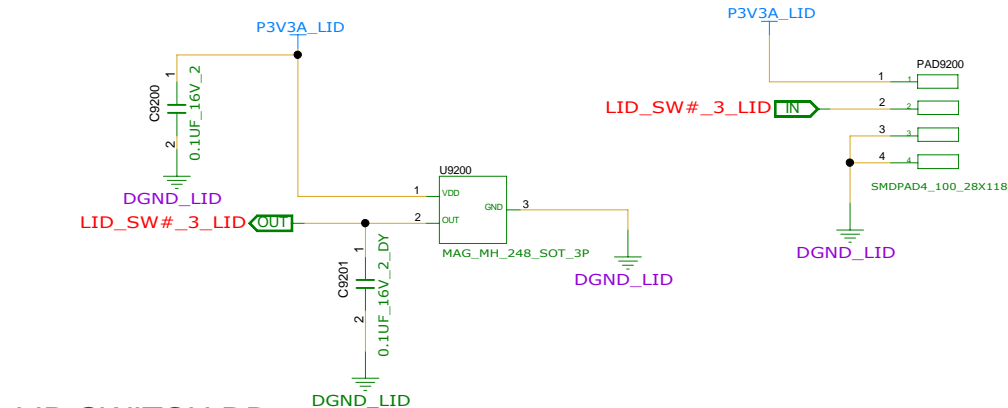 P3V3A_LID
P3V3A_LID
PAD9200
C9200
1
2
0.1UF_16V_2
DGND_LID
LID_SW#_3_LID
OUT
U9200
1
VDD
2
OUT
GND
3
MAG_MH_248_SOT_3P
C9201
1
2
0.1UF_16V_2_DY
DGND_LID
DGND_LID
1
1
LID_SW#_3_LID
IN
2
2
3
3
4
4
SMDPAD4_100_28X118
DGND_LID